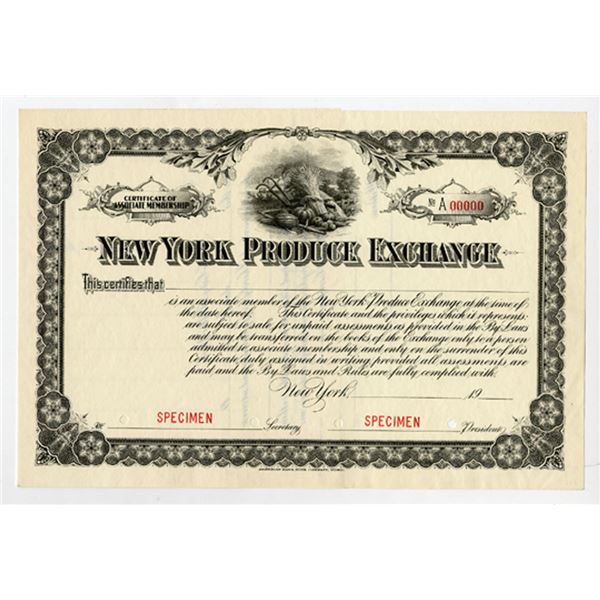 CERTIFICATE OF
ASSOCIATE MEMBERSHIP
No A 00000
NEW YORK PRODUCE EXCHANGE
This certifies that
is an associate member of the New York Produce Exchange at the time of
the date hereof. This Certificate and the privileges which it represents
are subject to sale for unpaid assessments as provided in the By Laws
and may be transferred on the books of the Exchange only to a person
admitted to associate membership and only on the surrender of this
Certificate duly assigned in writing provided all assessments are
paid and the By Laws and Rules are fully complied with.
New York, 19
SPECIMEN Secretary SPECIMEN President
AMERICAN BANK NOTE COMPANY